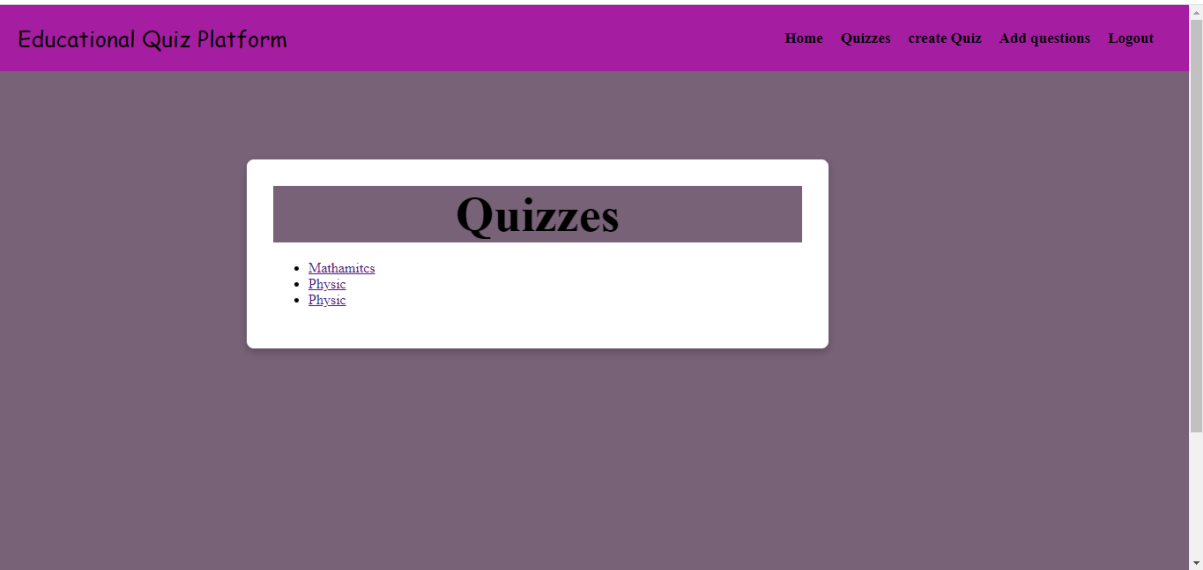 Educational Quiz Platform
Home Quizzes create Quiz Add questions Logout
Quizzes
Mathamitcs
Physic
Physic